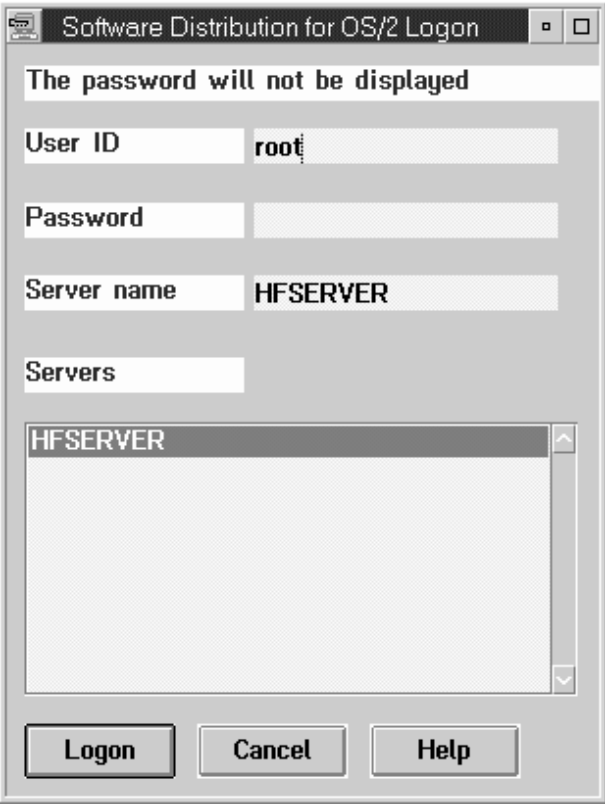 Software Distribution for OS/2 Logon
The password will not be displayed
User ID root
Password
Server name HFSERVER
Servers
HFSERVER
Logon Cancel Help